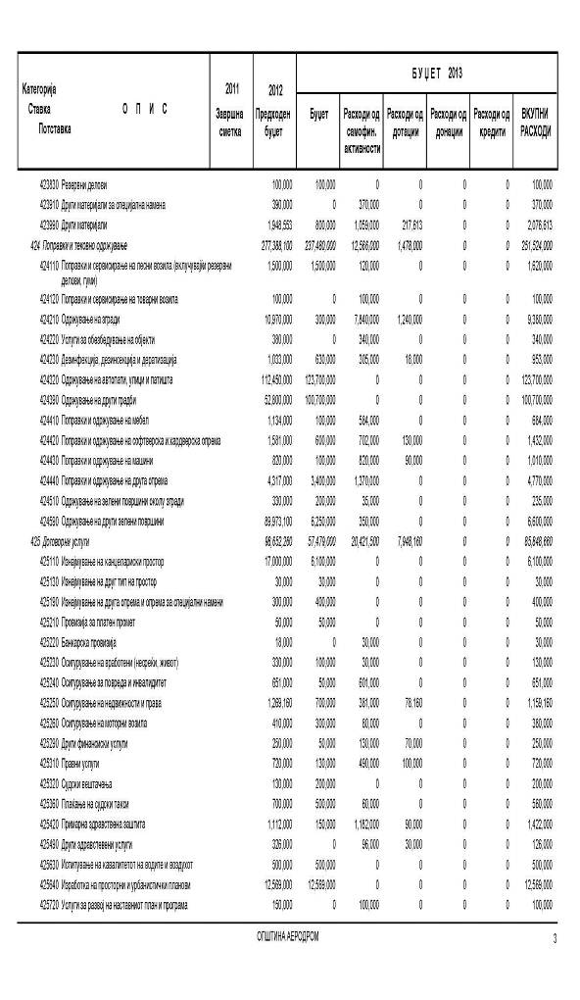 Б У Џ Е Т 2013
Категорија
Ставка
Потставка
О П И С
2011
Завршна
сметка
2012
Предходен
буџет
Буџет
Расходи од
самофин.
активности
Расходи од
дотации
Расходи од
донации
Расходи од
кредити
ВКУПНИ
РАСХОДИ
423830 Резервни делови 100,000 100,000 0 0 0 0 100,000
423910 Други материјали за специјална намена 390,000 0 370,000 0 0 0 370,000
423990 Други материјали 1,948,553 800,000 1,059,000 217,613 0 0 2,076,613
424 Поправки и тековно одржување 277,388,100 237,480,000 12,566,000 1,478,000 0 0 251,524,000
424110 Поправки и сервисирање на лесни возила (вклучувајќи резервни 1,500,000 1,500,000 120,000 0 0 0 1,620,000
делови, гуми)
424120 Поправки и сервисирање на товарни возила 100,000 0 100,000 0 0 0 100,000
424210 Одржување на згради 10,970,000 300,000 7,840,000 1,240,000 0 0 9,380,000
424220 Услуги за обезбедување на објекти 380,000 0 340,000 0 0 0 340,000
424230 Дезинфекција, дезинсекција и дератизација 1,033,000 630,000 305,000 18,000 0 0 953,000
424320 Одржување на автопати, улици и патишта 112,450,000 123,700,000 0 0 0 0 123,700,000
424390 Одржување на други градби 52,800,000 100,700,000 0 0 0 0 100,700,000
424410 Поправки и одржување на мебел 1,134,000 100,000 584,000 0 0 0 684,000
424420 Поправки и одржување на софтверска и хардверска опрема 1,581,000 600,000 702,000 130,000 0 0 1,432,000
424430 Поправки и одржување на машини 820,000 100,000 820,000 90,000 0 0 1,010,000
424440 Поправки и одржување на друга опрема 4,317,000 3,400,000 1,370,000 0 0 0 4,770,000
424510 Одржување на зелени површини околу згради 330,000 200,000 35,000 0 0 0 235,000
424590 Одржување на други зелени површини 89,973,100 6,250,000 350,000 0 0 0 6,600,000
425 Договорни услуги 98,652,260 57,479,000 20,421,500 7,948,160 0 0 85,848,660
425110 Изнајмување на канцелариски простор 17,000,000 6,100,000 0 0 0 0 6,100,000
425130 Изнајмување на друг тип на простор 30,000 30,000 0 0 0 0 30,000
425190 Изнајмување на друга опрема и опрема за специјални намени 300,000 400,000 0 0 0 0 400,000
425210 Провизија за платен промет 50,000 50,000 0 0 0 0 50,000
425220 Банкарска провизија 18,000 0 30,000 0 0 0 30,000
425230 Осигурување на вработени (несреќи, живот) 330,000 100,000 30,000 0 0 0 130,000
425240 Осигурување за повреда и инвалидитет 651,000 50,000 601,000 0 0 0 651,000
425250 Осигурување на недвижности и права 1,269,160 700,000 381,000 78,160 0 0 1,159,160
425260 Осигурување на моторни возила 410,000 300,000 80,000 0 0 0 380,000
425290 Други финансиски услуги 250,000 50,000 130,000 70,000 0 0 250,000
425310 Правни услуги 720,000 130,000 490,000 100,000 0 0 720,000
425320 Судски вештачења 130,000 200,000 0 0 0 0 200,000
425360 Плаќање на судски такси 700,000 500,000 60,000 0 0 0 560,000
425420 Примарна здравствена заштита 1,112,000 150,000 1,182,000 90,000 0 0 1,422,000
425490 Други здравствевени услуги 326,000 0 96,000 30,000 0 0 126,000
425630 Испитување на кавалитетот на водите и воздухот 500,000 500,000 0 0 0 0 500,000
425640 Изработка на просторни и урбанистички планови 12,569,000 12,569,000 0 0 0 0 12,569,000
425720 Услуги за развој на наставниот план и програма 150,000 0 100,000 0 0 0 100,000
ОПШТИНА АЕРОДРОМ 3